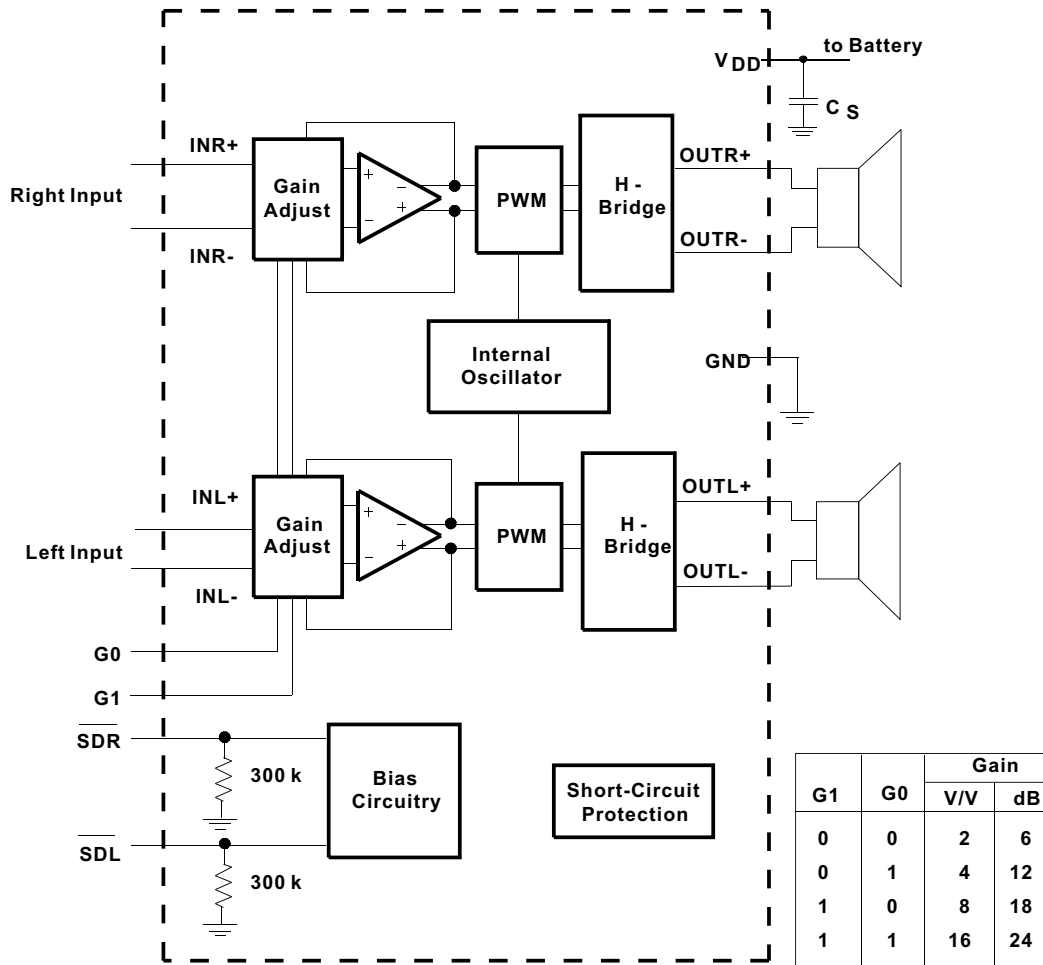 to Battery
VDD
CS
INR+
Right Input
INR-
Gain
Adjust
+
−
−
+
PWM
H -
Bridge
OUTR+
OUTR-
Internal
Oscillator
GND
INL+
Left Input
INL-
Gain
Adjust
+
−
−
+
PWM
H -
Bridge
OUTL+
OUTL-
G0
G1
SDR
300 k
SDL
300 k
Bias
Circuitry
Short-Circuit
Protection
Gain
G1 G0 V/V dB
0 0 2 6
0 1 4 12
1 0 8 18
1 1 16 24